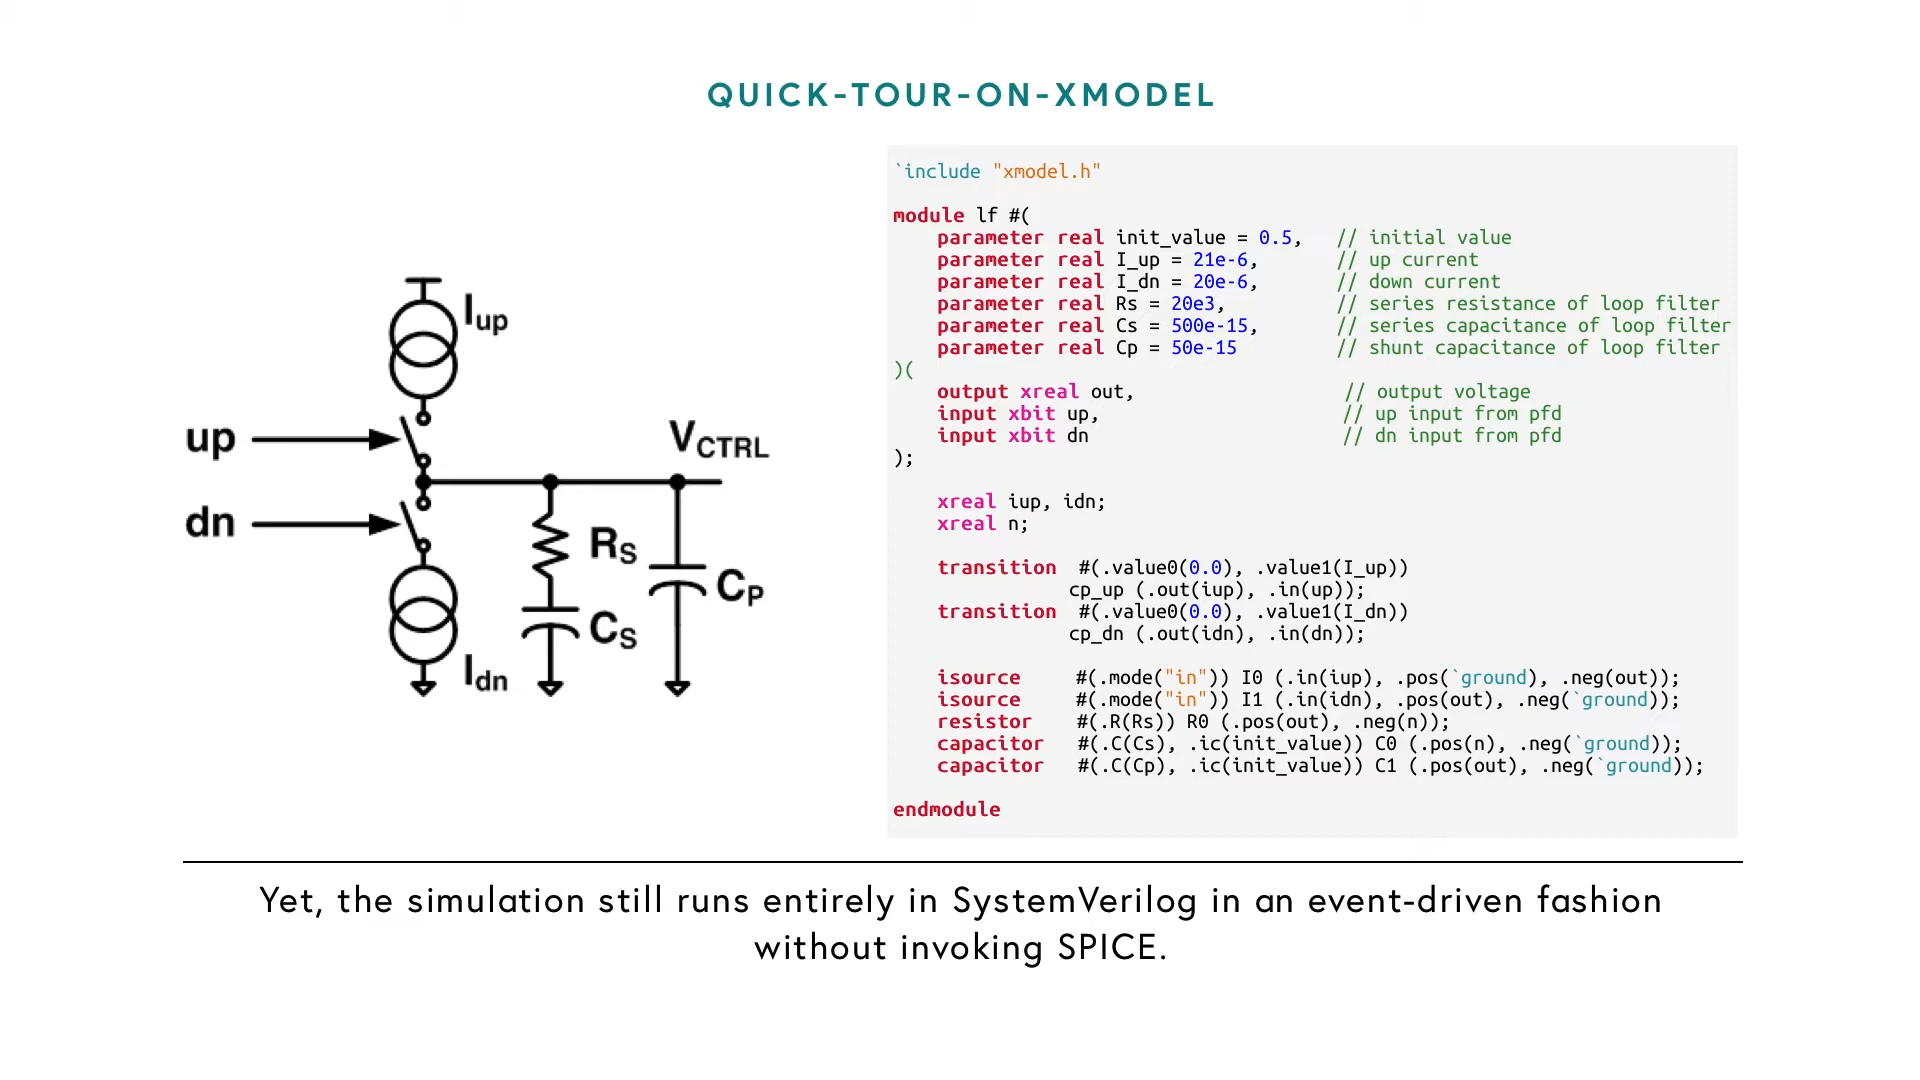 QUICK-TOUR-ON-XMODEL
Iup
up
dn
VCTRL
RS
CP
CS
Idn
`include "xmodel.h"
module lf #(
    parameter real init_value = 0.5,   // initial value
    parameter real I_up = 21e-6,       // up current
    parameter real I_dn = 20e-6,       // down current
    parameter real Rs = 20e3,          // series resistance of loop filter
    parameter real Cs = 500e-15,       // series capacitance of loop filter
    parameter real Cp = 50e-15         // shunt capacitance of loop filter
)(
    output xreal out,                  // output voltage
    input xbit up,                     // up input from pfd
    input xbit dn                      // dn input from pfd
);
    xreal iup, idn;
    xreal n;
    transition  #(.value0(0.0), .value1(I_up))
                cp_up (.out(iup), .in(up));
    transition  #(.value0(0.0), .value1(I_dn))
                cp_dn (.out(idn), .in(dn));
    isource     #(.mode("in")) I0 (.in(iup), .pos(`ground), .neg(out));
    isource     #(.mode("in")) I1 (.in(idn), .pos(out), .neg(`ground));
    resistor    #(.R(Rs)) R0 (.pos(out), .neg(n));
    capacitor   #(.C(Cs), .ic(init_value)) C0 (.pos(n), .neg(`ground));
    capacitor   #(.C(Cp), .ic(init_value)) C1 (.pos(out), .neg(`ground));
endmodule
Yet, the simulation still runs entirely in SystemVerilog in an event-driven fashion
without invoking SPICE.